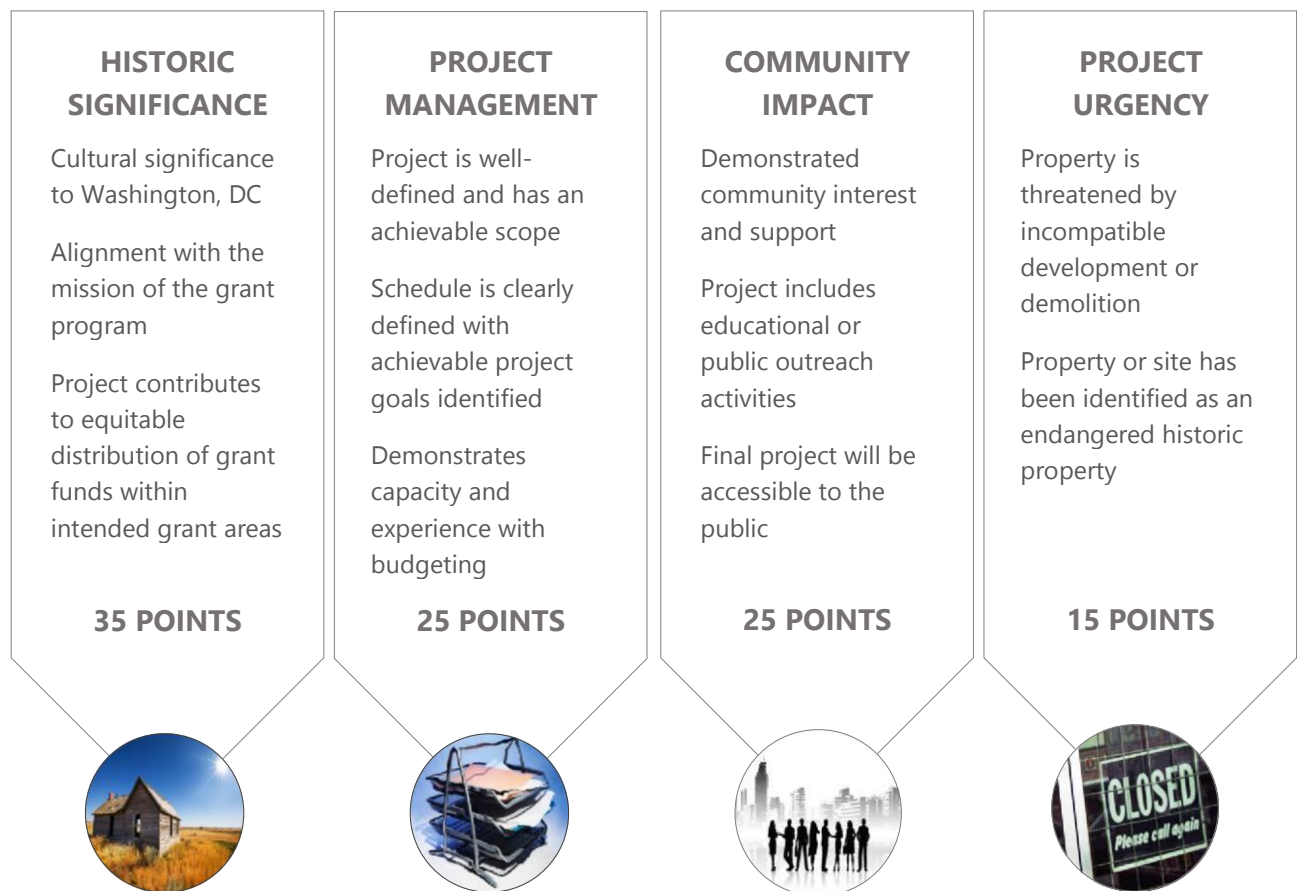 HISTORIC
SIGNIFICANCE
Cultural significance
to Washington, DC
Alignment with the
mission of the grant
program
Project contributes
to equitable
distribution of grant
funds within
intended grant areas
35 POINTS
PROJECT
MANAGEMENT
Project is well-
defined and has an
achievable scope
Schedule is clearly
defined with
achievable project
goals identified
Demonstrates
capacity and
experience with
budgeting
25 POINTS
COMMUNITY
IMPACT
Demonstrated
community interest
and support
Project includes
educational or
public outreach
activities
Final project will be
accessible to the
public
25 POINTS
PROJECT
URGENCY
Property is
threatened by
incompatible
development or
demolition
Property or site has
been identified as an
endangered historic
property
15 POINTS
CLOSED
Please call again